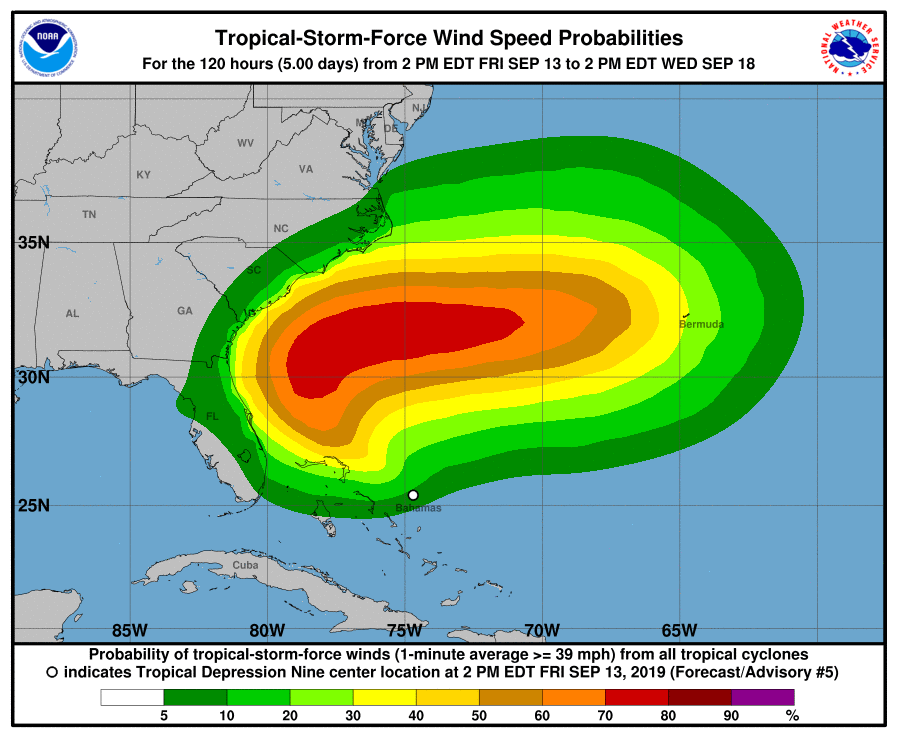 NOAA
Tropical-Storm-Force Wind Speed Probabilities
For the 120 hours (5.00 days) from 2 PM EDT FRI SEP 13 to 2 PM EDT WED SEP 18
NATIONAL WEATHER SERVICE
NJ
DE
WV
VA
KY
TN
NC
35N
SC
GA
AL
Bermuda
30N
FL
25N
Bahamas
Cuba
85W 80W 75W 70W 65W
Probability of tropical-storm-force winds (1-minute average >= 39 mph) from all tropical cyclones
indicates Tropical Depression Nine center location at 2 PM EDT FRI SEP 13, 2019 (Forecast/Advisory #5)
5 10 20 30 40 50 60 70 80 90 %